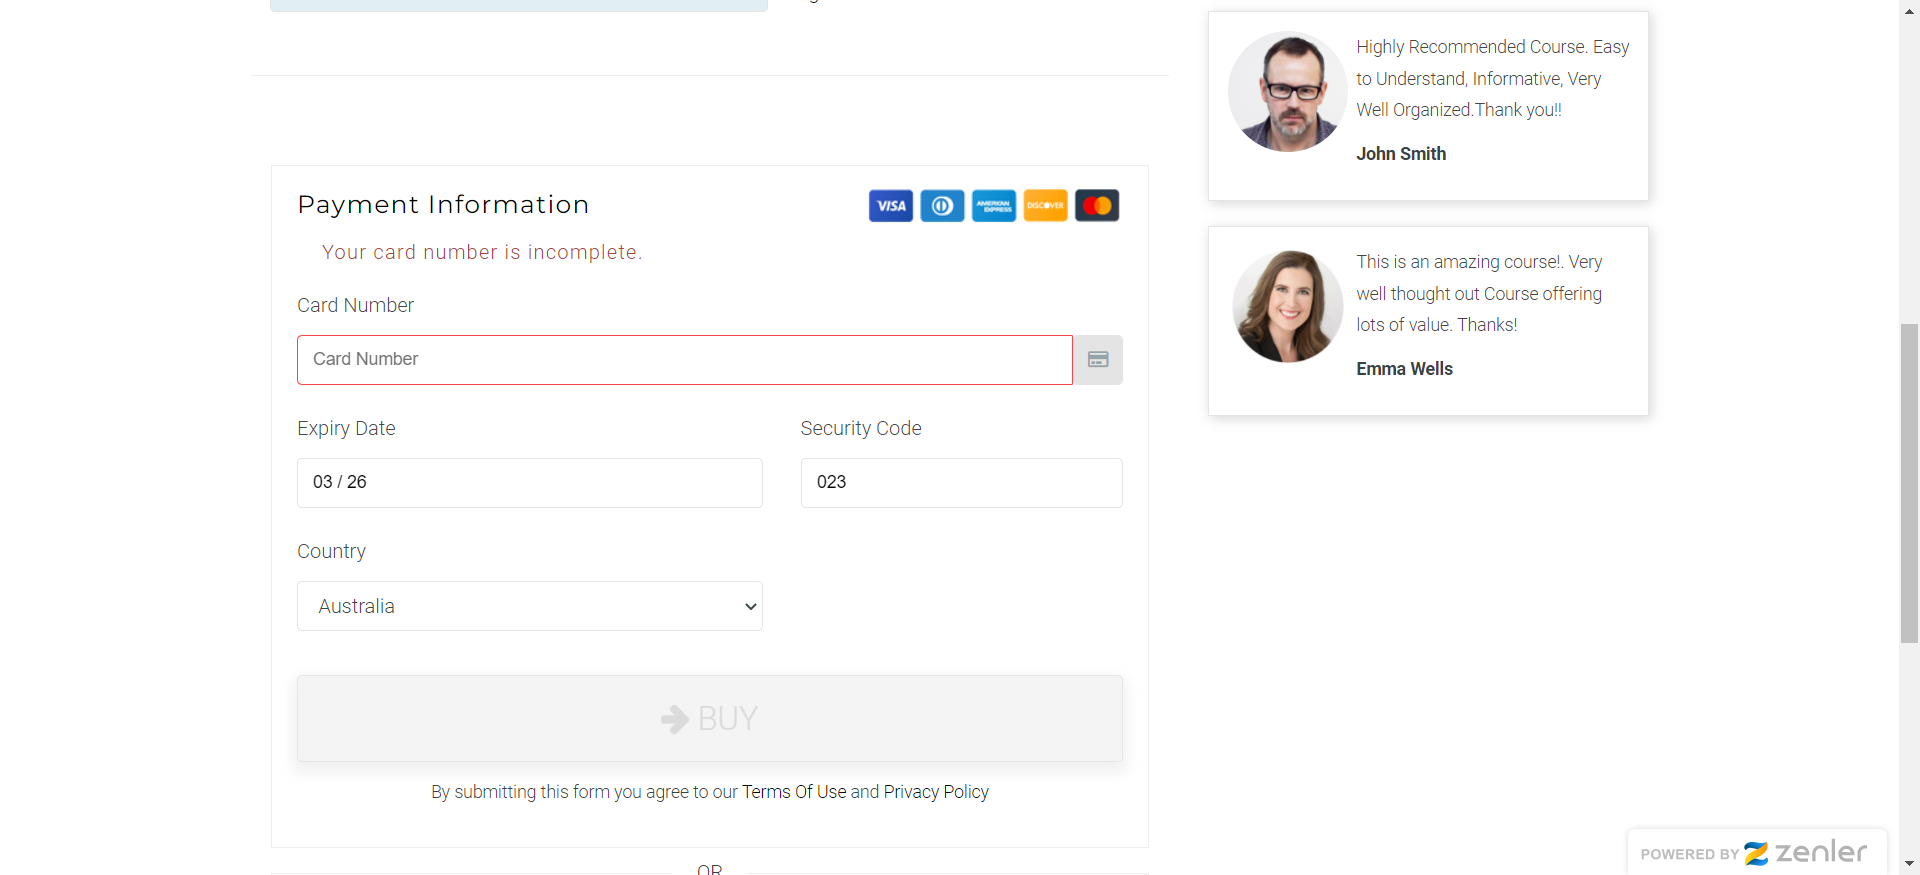 Payment Information
VISA
AMERICAN
EXPRESS
DISCOVER
Your card number is incomplete.
Card Number
Card Number
Expiry Date
Security Code
03 / 26
023
Country
Australia
BUY
By submitting this form you agree to our Terms Of Use and Privacy Policy
OR
Highly Recommended Course. Easy
to Understand, Informative, Very
Well Organized.Thank you!!
John Smith
This is an amazing course!. Very
well thought out Course offering
lots of value. Thanks!
Emma Wells
POWERED BY zenler